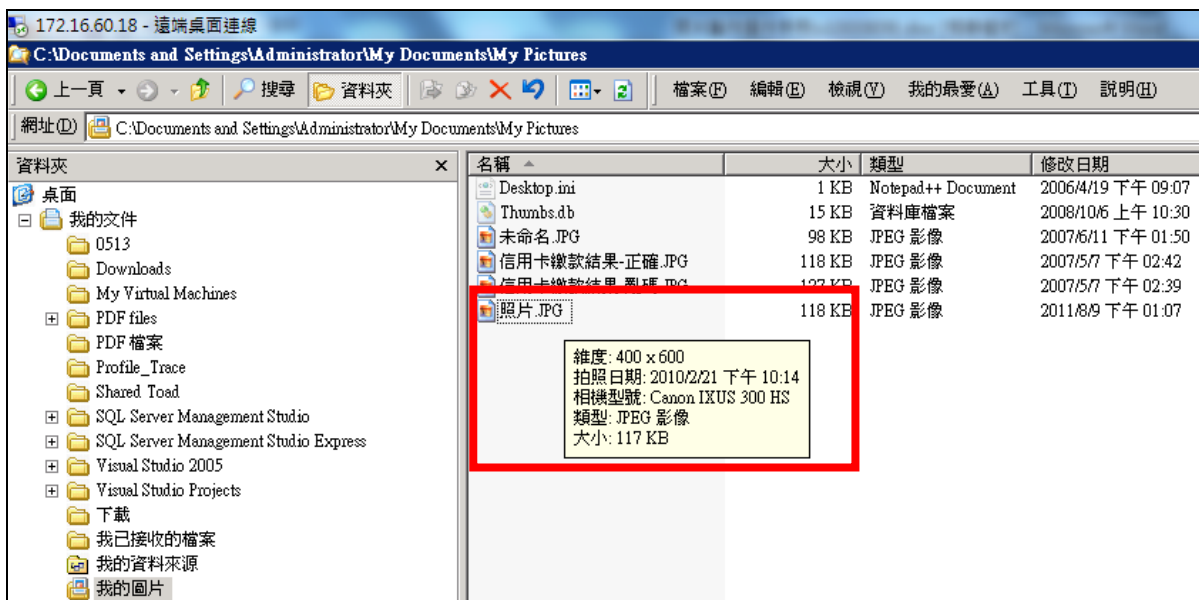 172.16.60.18 - 遠端桌面連線
C:\Documents and Settings\Administrator\My Documents\My Pictures
上一頁 搜尋 資料夾 檔案(F) 編輯(E) 檢視(V) 我的最愛(A) 工具(T) 說明(H)
網址(D) C:\Documents and Settings\Administrator\My Documents\My Pictures
資料夾 x
桌面
我的文件
0513
Downloads
My Virtual Machines
PDF files
PDF 檔案
Profile_Trace
Shared Toad
SQL Server Management Studio
SQL Server Management Studio Express
Visual Studio 2005
Visual Studio Projects
下載
我已接收的檔案
我的資料來源
我的圖片
名稱 大小 類型 修改日期
Desktop.ini 1 KB Notepad++ Document 2006/4/19 下午 09:07
Thumbs.db 15 KB 資料庫檔案 2008/10/6 上午 10:30
未命名.JPG 98 KB JPEG 影像 2007/6/11 下午 01:50
信用卡繳款結果-正確.JPG 118 KB JPEG 影像 2007/5/7 下午 02:42
信用卡繳款結果-亂碼.JPG 127 KB JPEG 影像 2007/5/7 下午 02:39
照片.JPG 118 KB JPEG 影像 2011/8/9 下午 01:07
維度: 400 x 600
拍照日期: 2010/2/21 下午 10:14
相機型號: Canon IXUS 300 HS
類型: JPEG 影像
大小: 117 KB